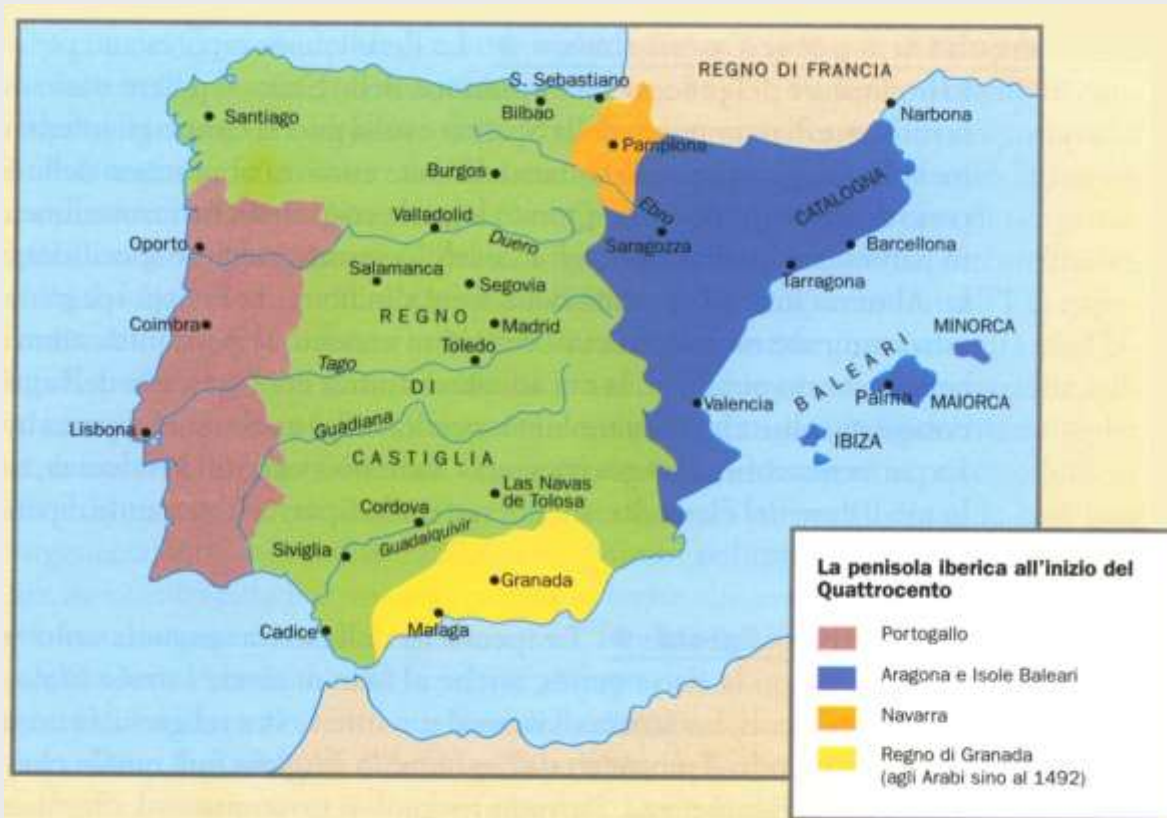 REGNO DI FRANCIA
S. Sebastiano
Bilbao
Narbona
Santiago
Pamplona
Burgos
CATALOGNA
Ebro
Valladolid
Duero
Oporto
Saragozza
Barcellona
Salamanca
Segovia
Tarragona
REGNO
Coimbra
Madrid
MINORCA
Toledo
Tago
BALEARI
DI
Palma
MAIORCA
Valencia
Guadiana
Lisbona
IBIZA
CASTIGLIA
Las Navas
de Tolosa
Cordova
Guadalquivir
Siviglia
Granada
Cadice
Malaga
La penisola iberica all'inizio del
Quattrocento
Portogallo
Aragona e Isole Baleari
Navarra
Regno di Granada
(agli Arabi sino al 1492)